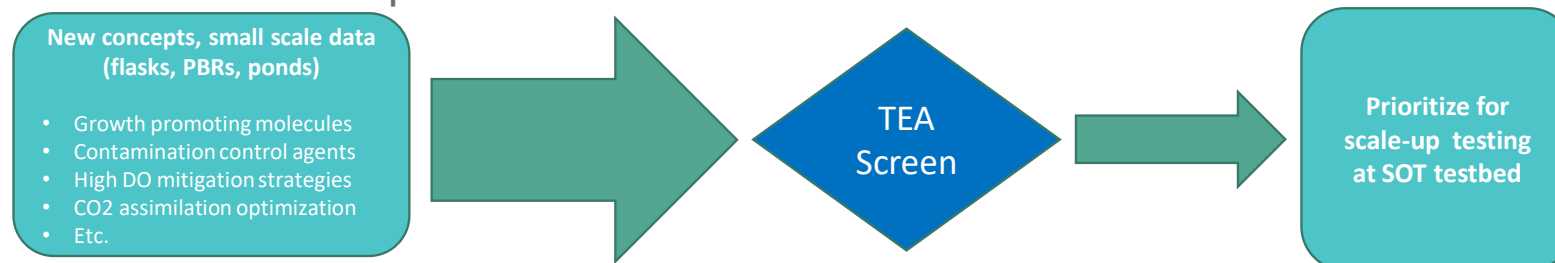 New concepts, small scale data
(flasks, PBRs, ponds)
• Growth promoting molecules
• Contamination control agents
• High DO mitigation strategies
• CO2 assimilation optimization
• Etc.
TEA
Screen
Prioritize for
scale-up testing
at SOT testbed